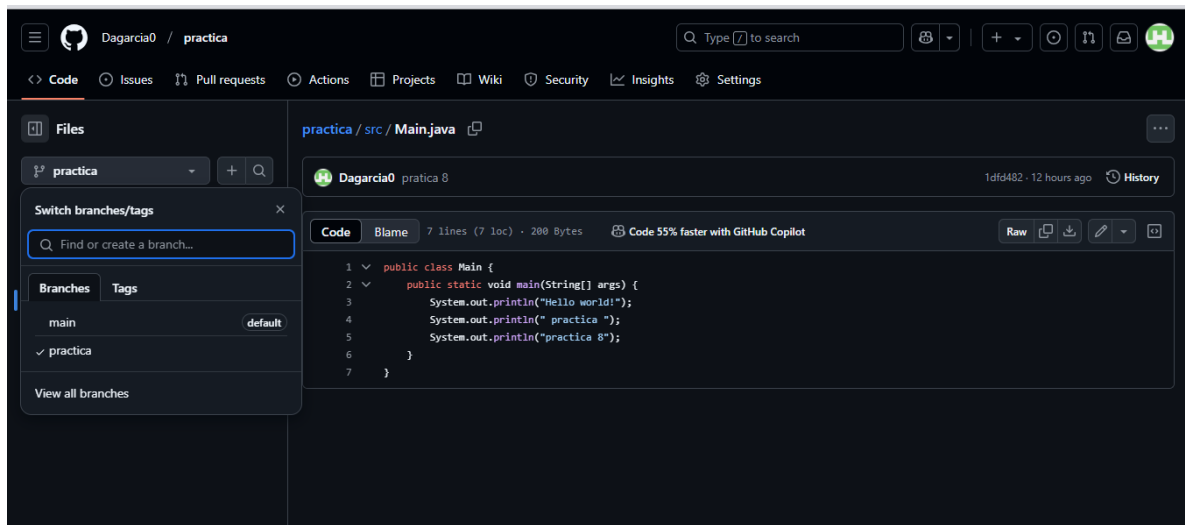 Dagarcia0 / practica
Type / to search
Code Issues Pull requests Actions Projects Wiki Security Insights Settings
Files
practica
Switch branches/tags
Find or create a branch...
Branches Tags
main default
practica
View all branches
practica / src / Main.java
Dagarcia0 pratica 8 1dfd482 · 12 hours ago History
Code Blame 7 lines (7 loc) · 200 Bytes Code 55% faster with GitHub Copilot Raw
1 public class Main {
2 public static void main(String[] args) {
3 System.out.println("Hello world!");
4 System.out.println(" practica ");
5 System.out.println("practica 8");
6 }
7 }